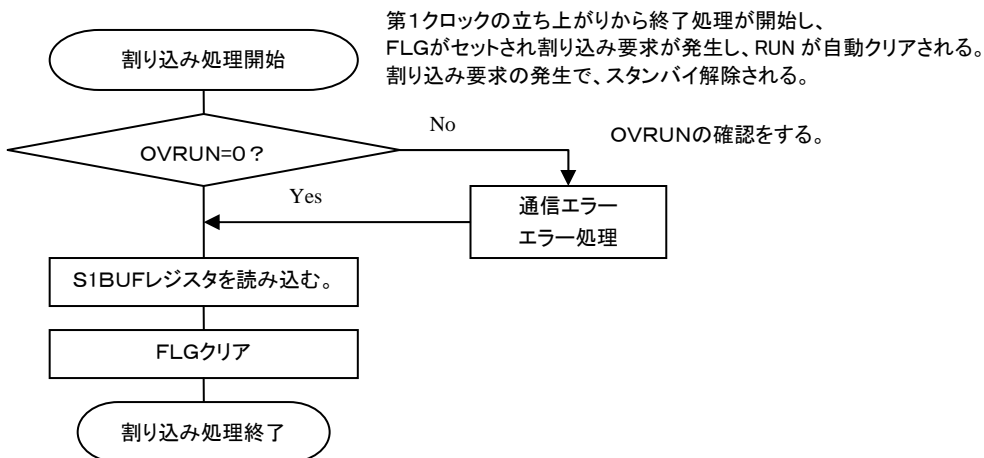 第1クロックの立ち上がりから終了処理が開始し、
FLGがセットされ割り込み要求が発生し、RUN が自動クリアされる。
割り込み要求の発生で、スタンバイ解除される。
割り込み処理開始
No
OVRUNの確認をする。
OVRUN=0?
Yes
通信エラー
エラー処理
S1BUFレジスタを読み込む。
FLGクリア
割り込み処理終了